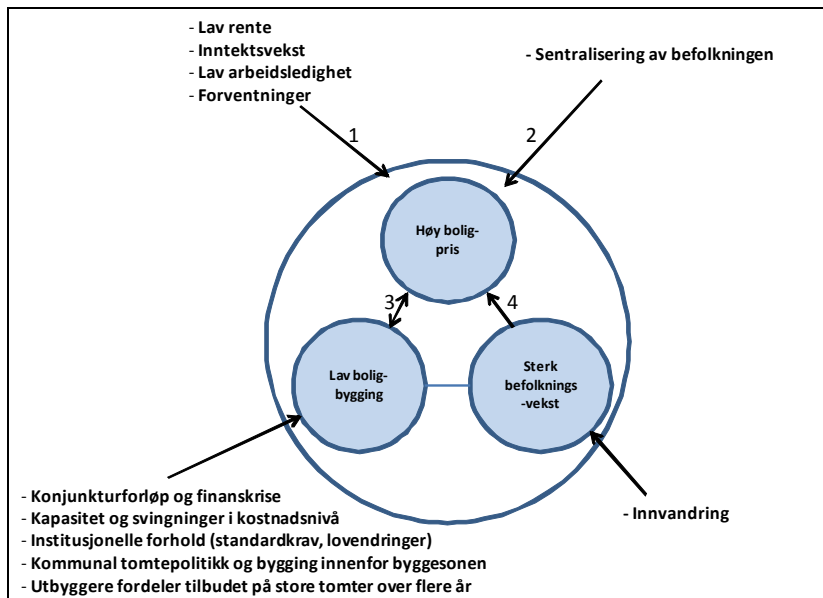 - Lav rente
- Inntektsvekst
- Lav arbeidsledighet
- Forventninger
- Sentralisering av befolkningen
1
2
Høy bolig-
pris
3
4
Lav bolig-
bygging
Sterk
befolknings
-vekst
- Konjunkturforløp og finanskrise
- Kapasitet og svingninger i kostnadsnivå
- Institusjonelle forhold (standardkrav, lovendringer)
- Kommunal tomtepolitikk og bygging innenfor byggesonen
- Utbyggere fordeler tilbudet på store tomter over flere år
- Innvandring